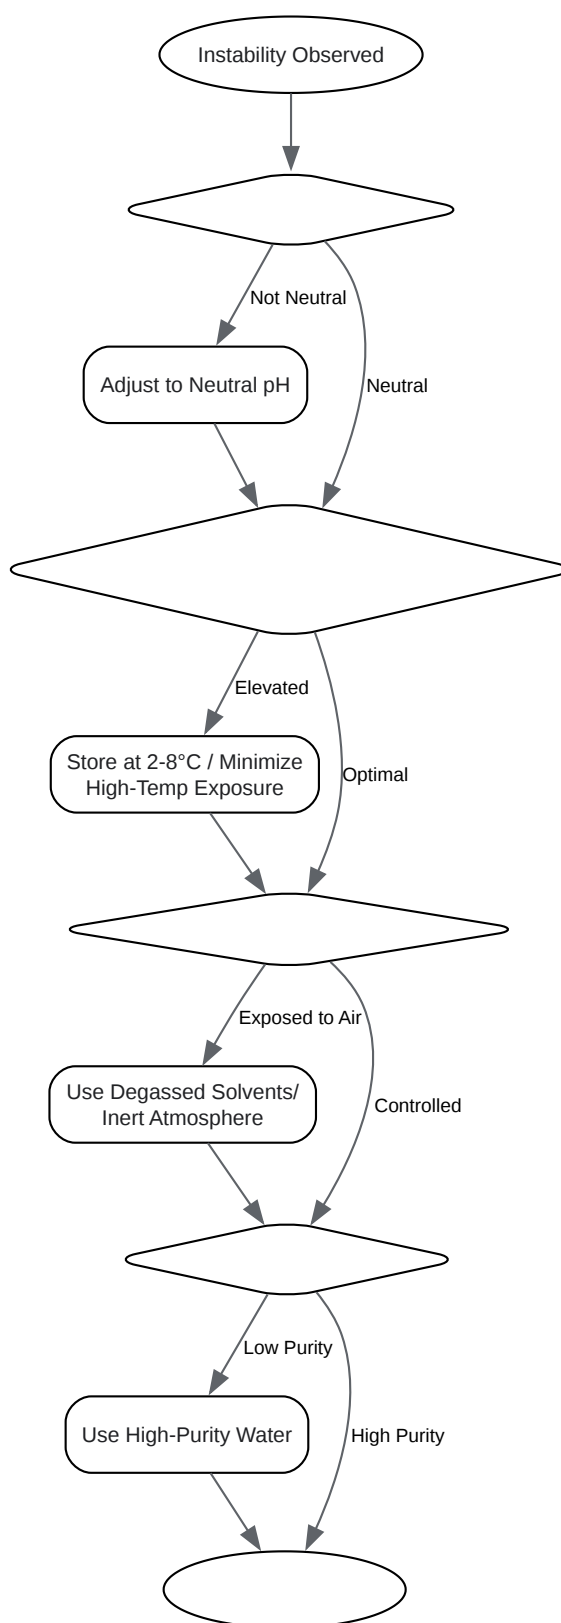 Instability Observed
Not Neutral
Adjust to Neutral pH
Neutral
Elevated
Store at 2-8°C / Minimize
High-Temp Exposure
Optimal
Exposed to Air
Use Degassed Solvents/
Inert Atmosphere
Controlled
Low Purity
Use High-Purity Water
High Purity